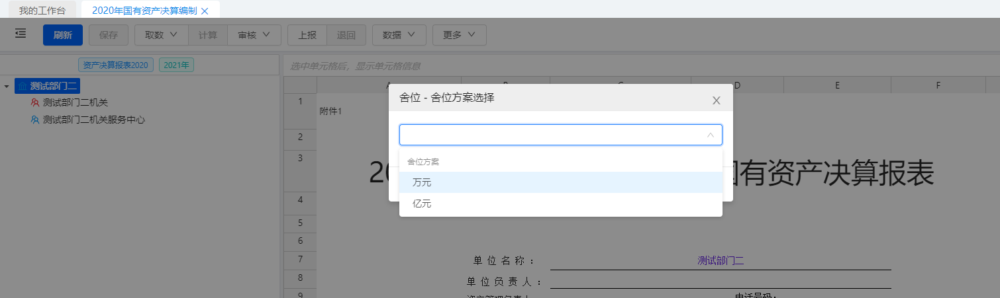 我的工作台 2020年国有资产决算编制
刷新 保存 取数 计算 审核 上报 退回 数据 更多
资产决算报表2020 2021年
选中单元格后，显示单元格信息
测试部门二
测试部门二机关
测试部门二机关服务中心
A B C D E F
舍位 - 舍位方案选择
1 附件1
舍位方案
万元
亿元
2
3 20 国有资产决算报表
4
5
6
7 单位名称： 测试部门二
8 单位负责人：
9 电话号码：